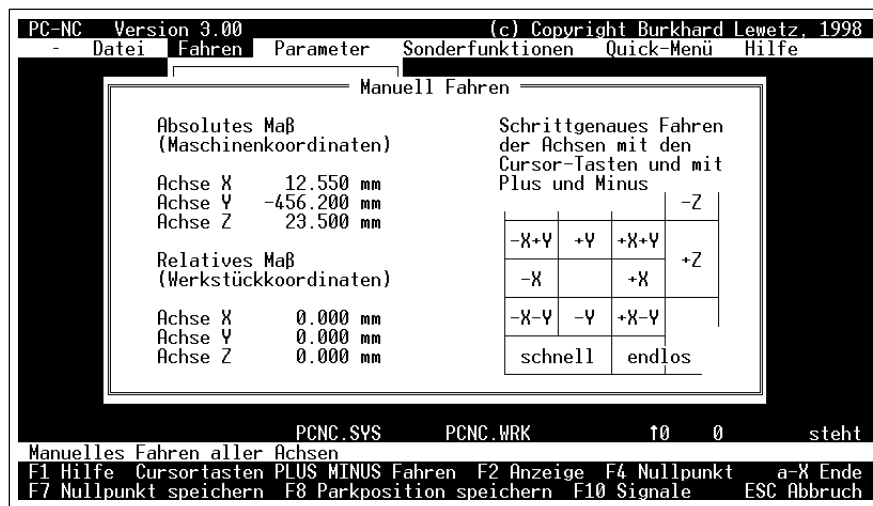 PC-NC Version 3.00 (c) Copyright Burkhard Lewetz, 1998
- Datei Fahren Parameter Sonderfunktionen Quick-Menü Hilfe
Manuell Fahren
Absolutes Maß
(Maschinenkoordinaten)
Achse X 12.550 mm
Achse Y -456.200 mm
Achse Z 23.500 mm
Relatives Maß
(Werkstückkoordinaten)
Achse X 0.000 mm
Achse Y 0.000 mm
Achse Z 0.000 mm
Schrittgenaues Fahren
der Achsen mit den
Cursor-Tasten und mit
Plus und Minus
-Z
-X+Y +Y +X+Y
+Z
-X +X
-X-Y -Y +X-Y
schnell endlos
PCNC.SYS PCNC.WRK ↑0 0 steht
Manuelles Fahren aller Achsen
F1 Hilfe Cursortasten PLUS MINUS Fahren F2 Anzeige F4 Nullpunkt a-X Ende
F7 Nullpunkt speichern F8 Parkposition speichern F10 Signale ESC Abbruch